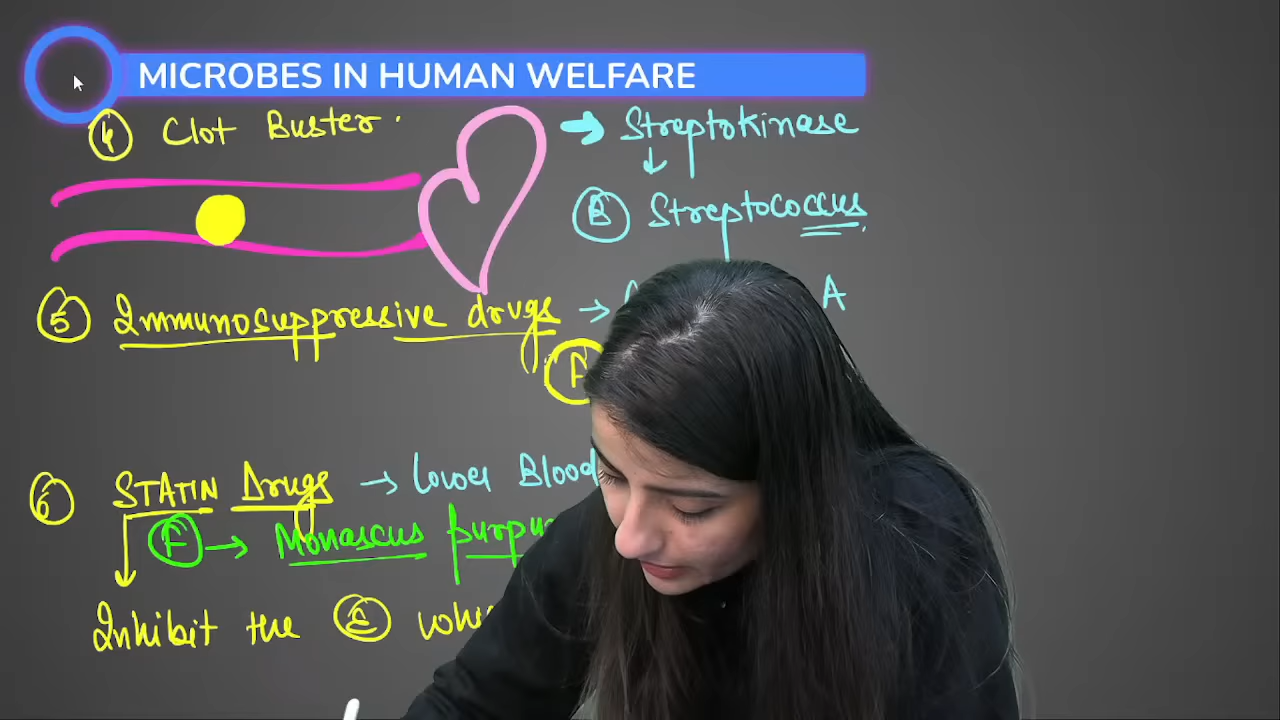 MICROBES IN HUMAN WELFARE
4 Clot Buster.
→ Streptokinase
↓
B Streptococcus
5 Immunosuppressive drugs →
A
6 STATIN Drugs → Lower Blood
F → Monascus
Inhibit the E